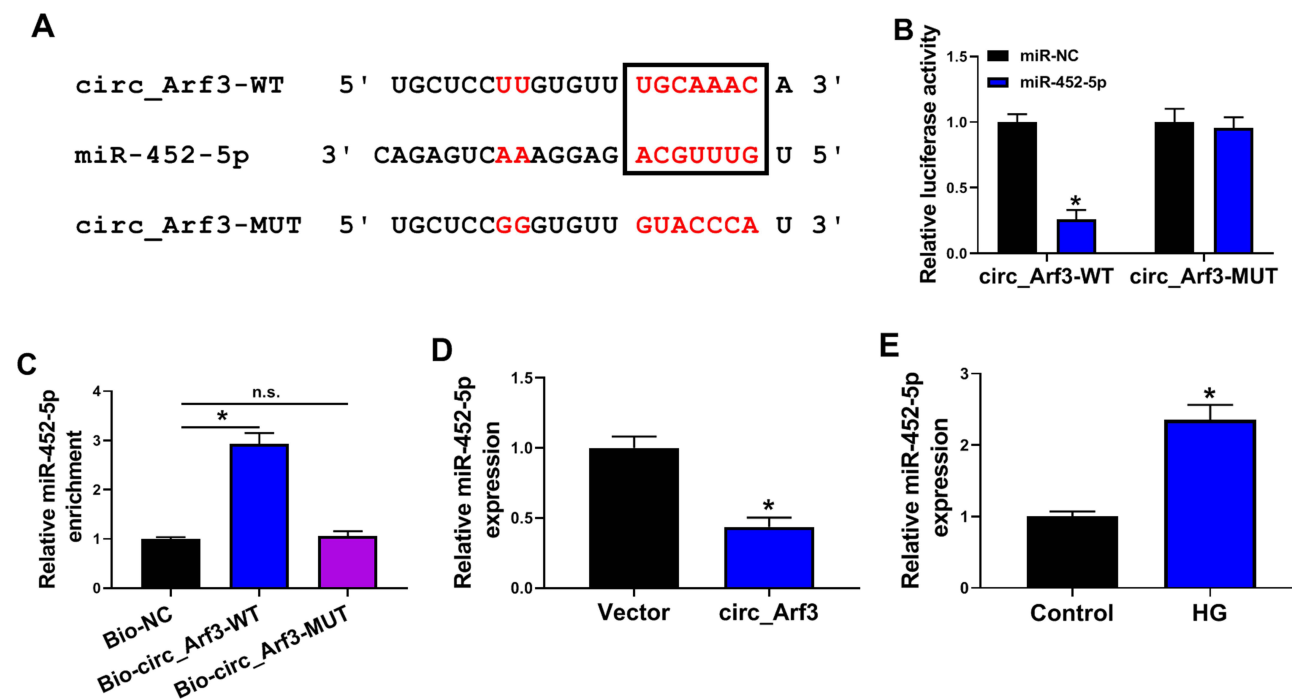 A
circ_Arf3-WT 5' UGCUCCUUGUGUUU UGCAAAC A 3'
miR-452-5p 3' CAGAGUCAAAGGAG ACGUUUG U 5'
circ_Arf3-MUT 5' UGCUCCGGGUGUU GUACCCA U 3'
B
Relative luciferase activity
1.5
1.0
0.5
0.0
miR-NC
miR-452-5p
*
circ_Arf3-WT
circ_Arf3-MUT
C
Relative miR-452-5p
enrichment
4
3
2
1
0
n.s.
*
Bio-NC
Bio-circ_Arf3-WT
Bio-circ_Arf3-MUT
D
Relative miR-452-5p
expression
1.5
1.0
0.5
0.0
*
Vector
circ_Arf3
E
Relative miR-452-5p
expression
3
2
1
0
*
Control
HG